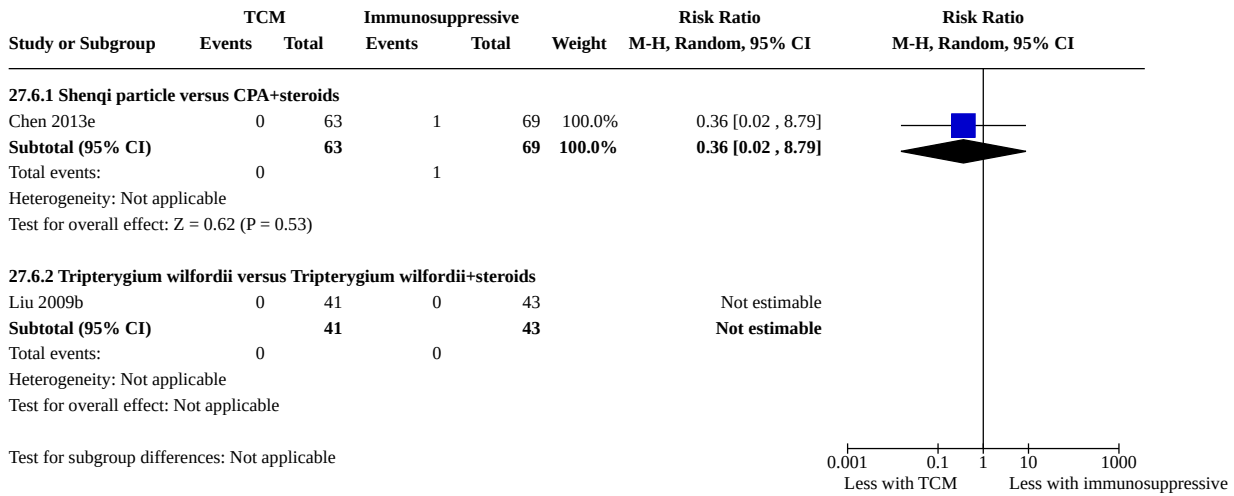 TCM Immunosuppressive Risk Ratio Risk Ratio
Study or Subgroup Events Total Events Total Weight M-H, Random, 95% CI M-H, Random, 95% CI
27.6.1 Shenqi particle versus CPA+steroids
Chen 2013e 0 63 1 69 100.0% 0.36 [0.02 , 8.79]
Subtotal (95% CI) 63 69 100.0% 0.36 [0.02 , 8.79]
Total events: 0 1
Heterogeneity: Not applicable
Test for overall effect: Z = 0.62 (P = 0.53)
27.6.2 Tripterygium wilfordii versus Tripterygium wilfordii+steroids
Liu 2009b 0 41 0 43 Not estimable
Subtotal (95% CI) 41 43 Not estimable
Total events: 0 0
Heterogeneity: Not applicable
Test for overall effect: Not applicable
Test for subgroup differences: Not applicable
0.001 0.1 1 10 1000
Less with TCM Less with immunosuppressive